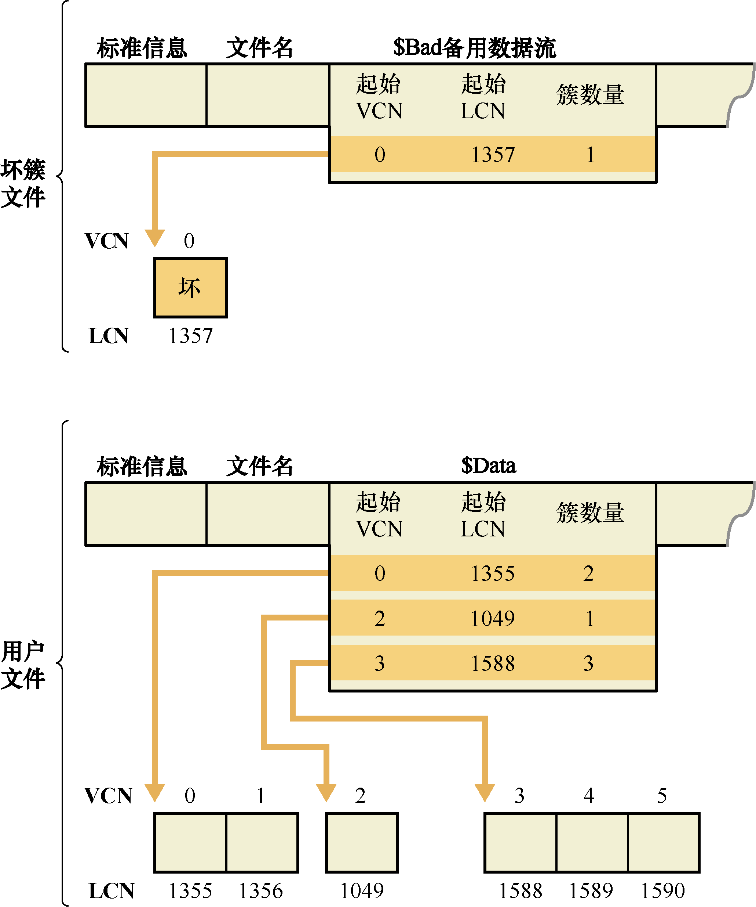 标准信息 文件名 $Bad备用数据流
起始 VCN 起始 LCN 簇数量
0 1357 1
坏簇文件
VCN 0
坏
LCN 1357
标准信息 文件名 $Data
起始 VCN 起始 LCN 簇数量
0 1355 2
2 1049 1
3 1588 3
用户文件
VCN 0 1 2 3 4 5
LCN 1355 1356 1049 1588 1589 1590